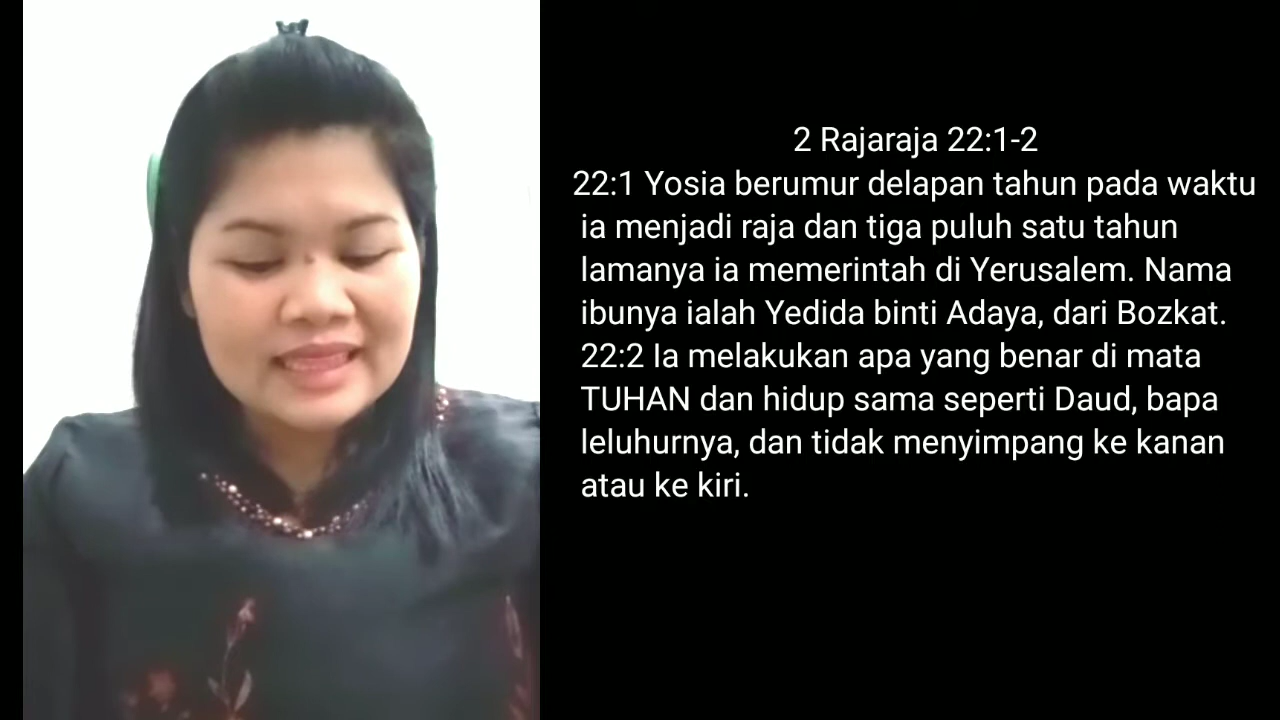 2 Rajaraja 22:1-2
22:1 Yosia berumur delapan tahun pada waktu
ia menjadi raja dan tiga puluh satu tahun
lamanya ia memerintah di Yerusalem. Nama
ibunya ialah Yedida binti Adaya, dari Bozkat.
22:2 Ia melakukan apa yang benar di mata
TUHAN dan hidup sama seperti Daud, bapa
leluhurnya, dan tidak menyimpang ke kanan
atau ke kiri.